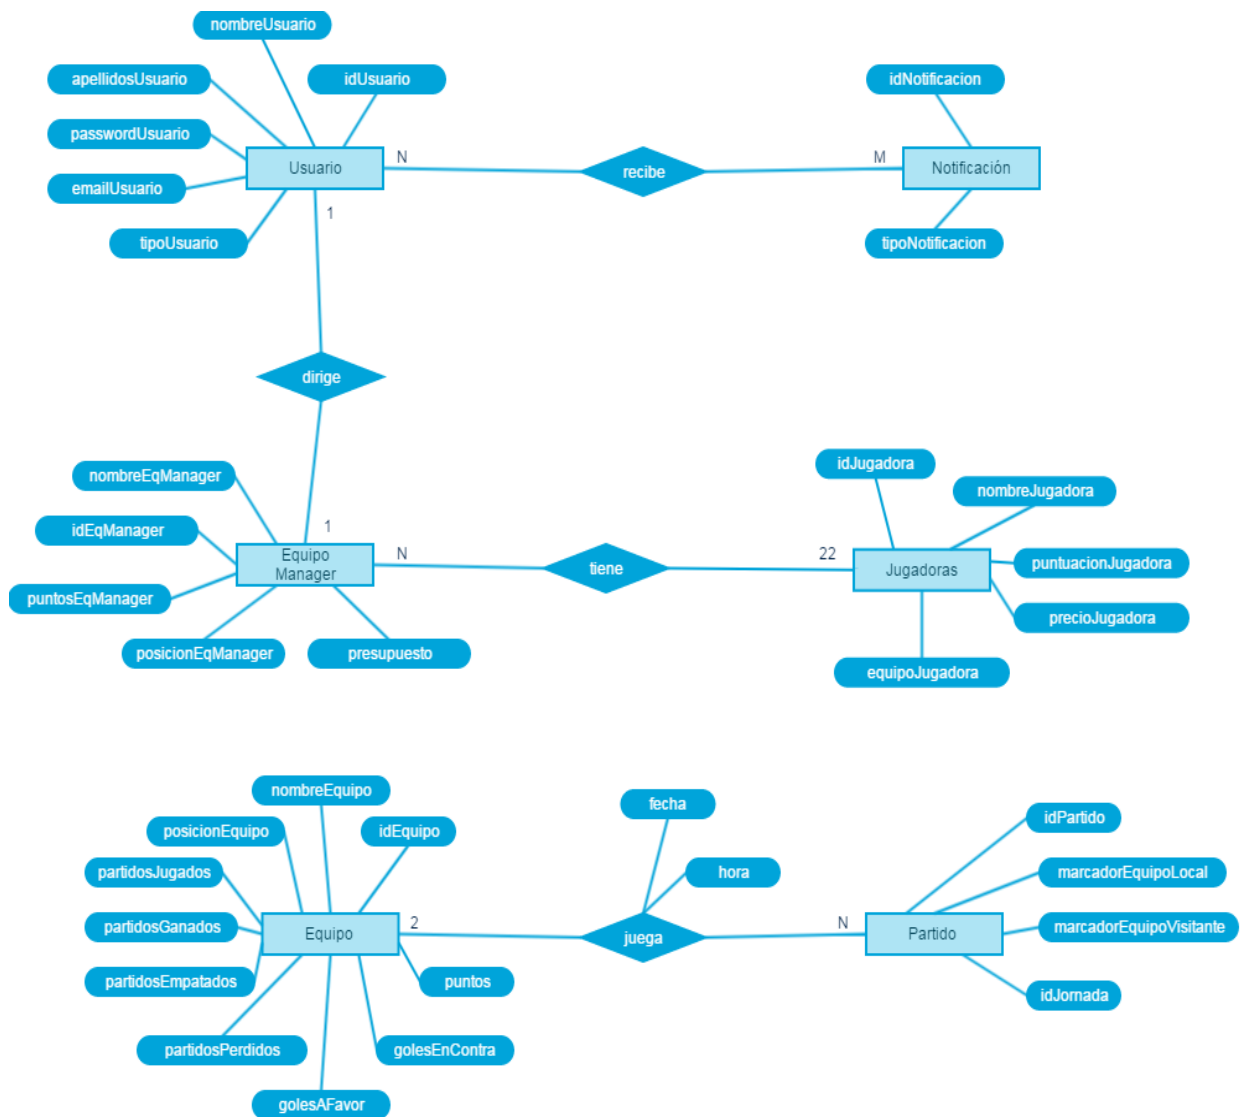 nombreUsuario
apellidosUsuario
idUsuario
idNotificacion
passwordUsuario
Usuario
N
recibe
M
Notificación
emailUsuario
1
tipoUsuario
tipoNotificacion
dirige
nombreEqManager
idJugadora
nombreJugadora
idEqManager
1
Equipo
Manager
N
tiene
22
Jugadoras
puntuacionJugadora
puntosEqManager
precioJugadora
posicionEqManager
presupuesto
equipoJugadora
nombreEquipo
fecha
idPartido
posicionEquipo
idEquipo
partidosJugados
hora
marcadorEquipoLocal
partidosGanados
Equipo
2
juega
N
Partido
marcadorEquipoVisitante
partidosEmpatados
puntos
idJornada
partidosPerdidos
golesEnContra
golesAFavor